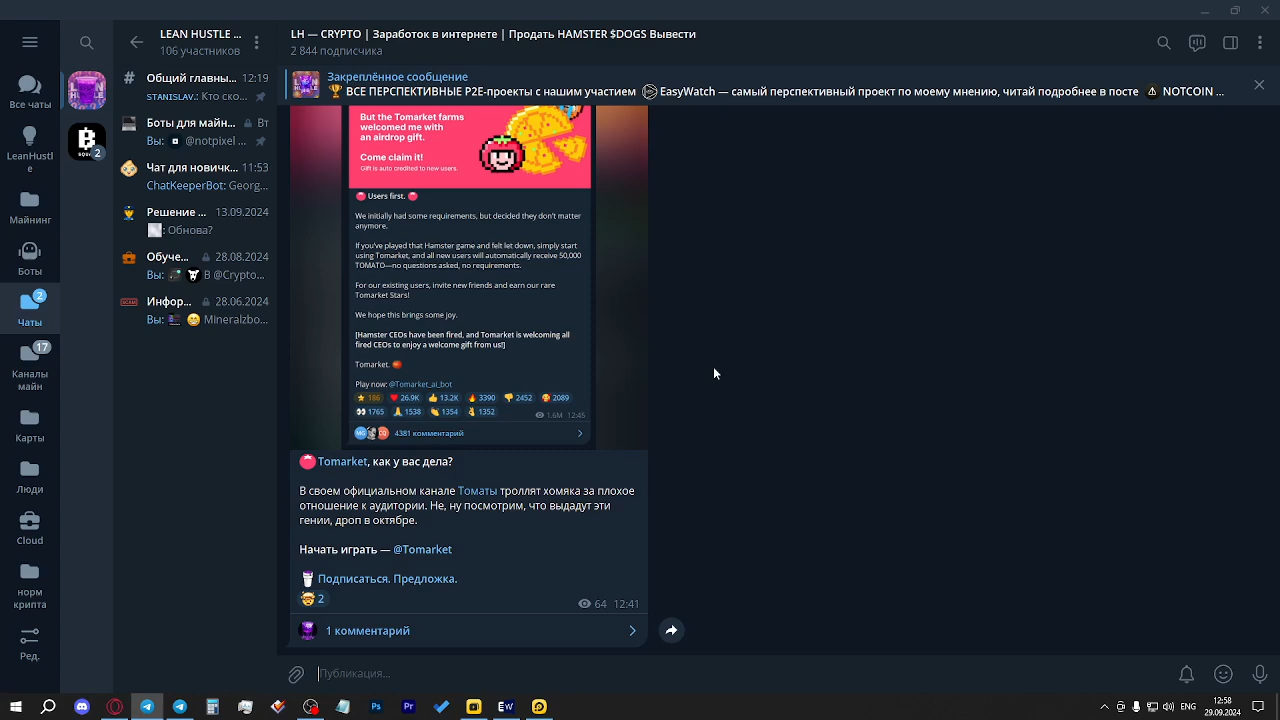 LEAN HUSTLE ...
106 участников
LH — CRYPTO | Заработок в интернете | Продать HAMSTER $DOGS Вывести
2 844 подписчика
Закреплённое сообщение
🏆 ВСЕ ПЕРСПЕКТИВНЫЕ P2E-проекты с нашим участием EasyWatch — самый перспективный проект по моему мнению, читай подробнее в посте NOTCOIN ...
Все чаты
LeanHustl
e
Майнинг
Боты
2
Чаты
17
Каналы
майн
Карты
Люди
Cloud
норм
крипта
Ред.
2
Общий главны... 12:19
STANISLAV.: Кто ско...
Боты для майн... Вт
Вы: @notpixel ...
Чат для новичк... 11:53
ChatKeeperBot: Georg...
Решение ... 13.09.2024
: Обнова?
Обуче... 28.08.2024
Вы: В @Crypto...
SCAM Инфор... 28.06.2024
Вы: 😁 Mineralzbo...
But the Tomarket farms
welcomed me with
an airdrop gift.
Come claim it!
Gift is auto credited to new users.
🍅 Users first. 🍅
We initially had some requirements, but decided they don't matter
anymore.
If you've played that Hamster game and felt let down, simply start
using Tomarket, and all new users will automatically receive 50,000
TOMATO—no questions asked, no requirements.
For our existing users, invite new friends and earn our rare
Tomarket Stars!
We hope this brings some joy.
[Hamster CEOs have been fired, and Tomarket is welcoming all
fired CEOs to enjoy a welcome gift from us!]
Tomarket. 🍅
Play now: @Tomarket_ai_bot
186 26.9K 13.2K 3390 2452 2089
1765 1538 1354 1352 1.6M 12:45
MG CQ 4381 комментарий
Tomarket, как у вас дела?
В своем официальном канале Томаты троллят хомяка за плохое
отношение к аудитории. Не, ну посмотрим, что выдадут эти
гении, дроп в октябре.
Начать играть — @Tomarket
Подписаться. Предложка.
2
64 12:41
1 комментарий
Публикация...
Ps Pr EW
12:58
ENG 29.09.2024